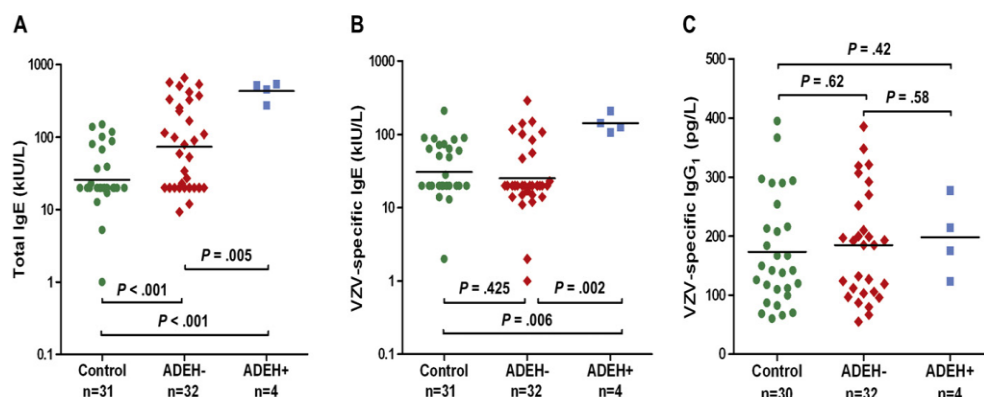 A
Total IgE (kIU/L)
1000
100
10
1
0.1
P = .005
P < .001
P < .001
Control
n=31
ADEH-
n=32
ADEH+
n=4
B
VZV-specific IgE (kIU/L)
1000
100
10
1
0.1
P = .425
P = .002
P = .006
Control
n=31
ADEH-
n=32
ADEH+
n=4
C
VZV-specific IgG1 (pg/L)
500
400
300
200
100
0
P = .42
P = .62
P = .58
Control
n=30
ADEH-
n=32
ADEH+
n=4